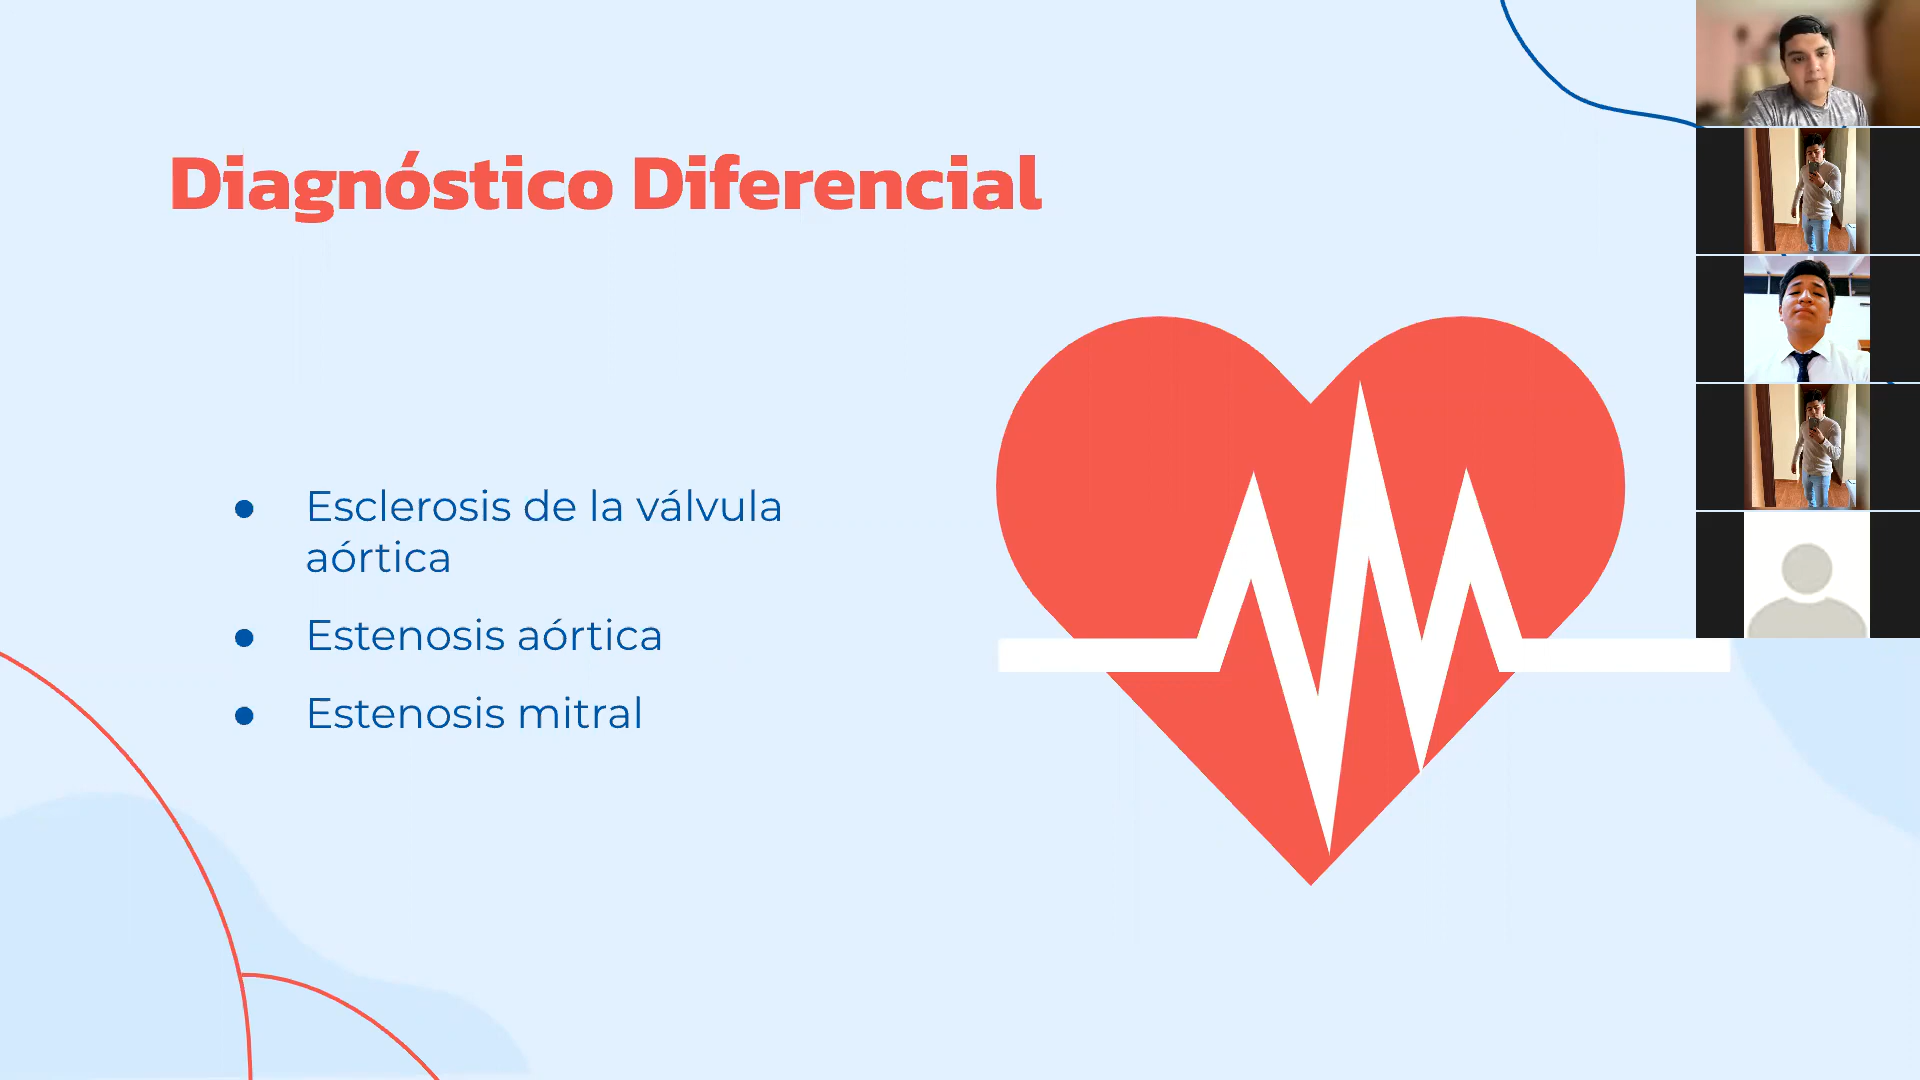 Diagnóstico Diferencial
Esclerosis de la válvula
aórtica
Estenosis aórtica
Estenosis mitral